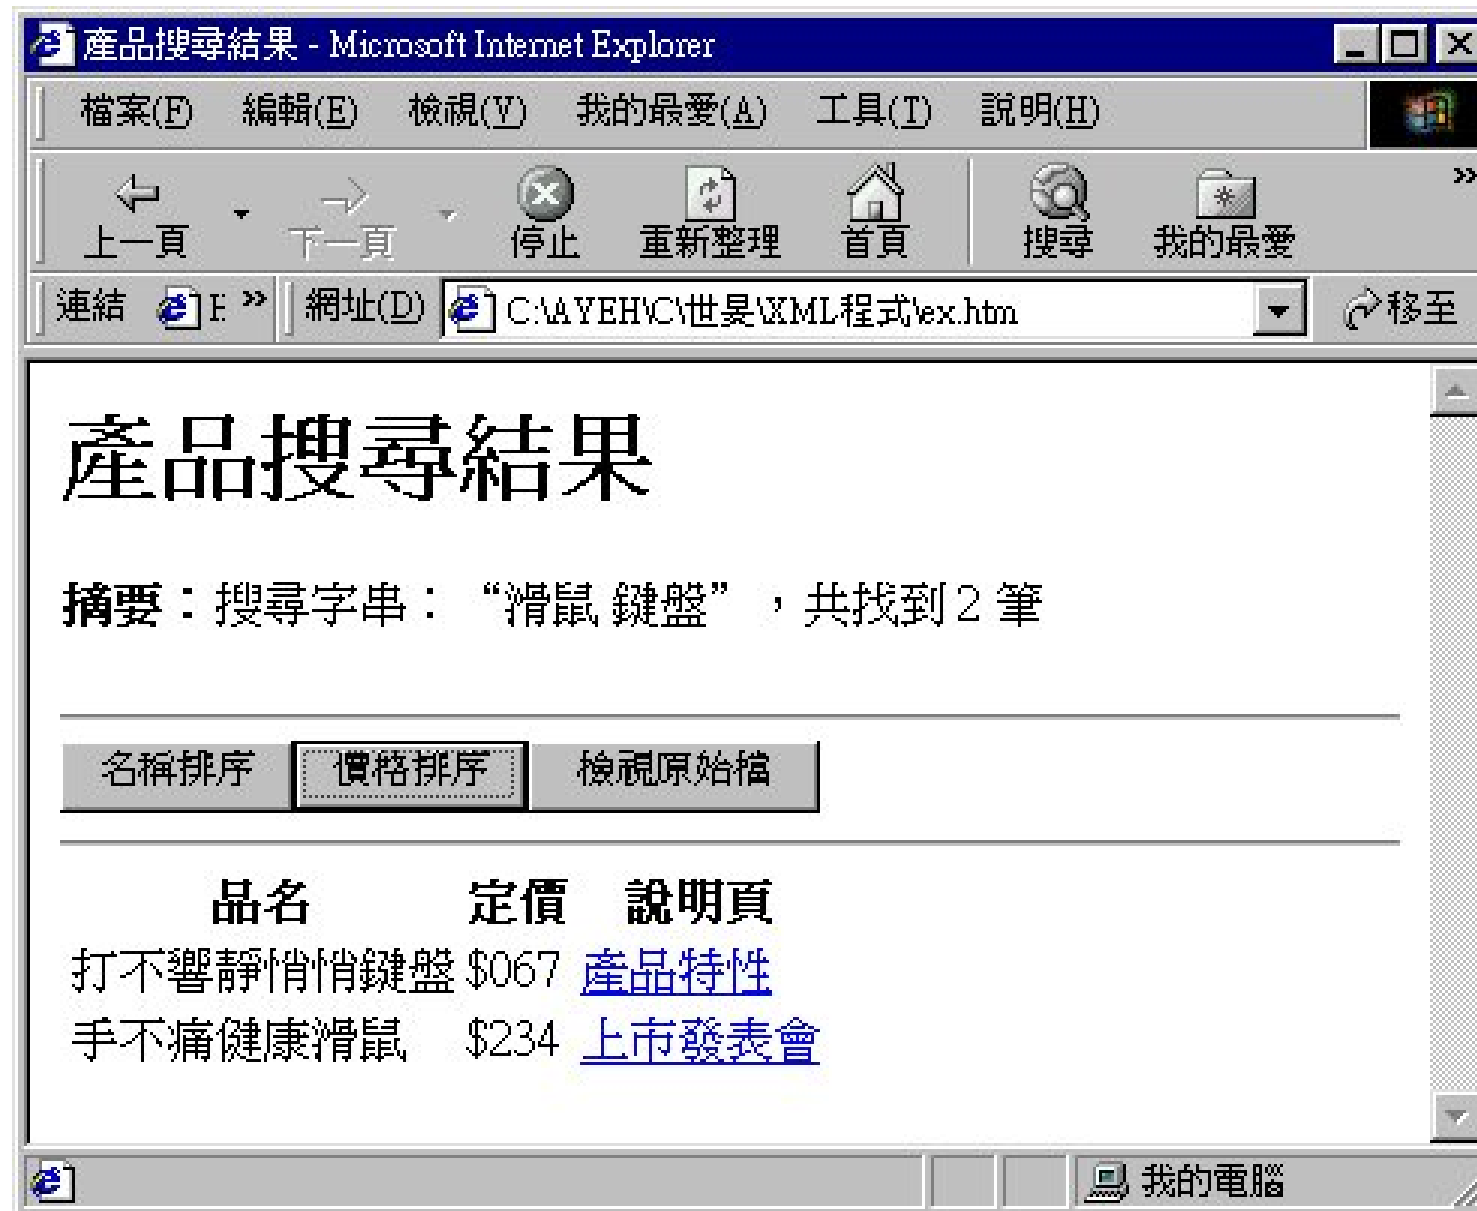 產品搜尋結果 - Microsoft Internet Explorer
檔案(F) 編輯(E) 檢視(V) 我的最愛(A) 工具(T) 說明(H)
上一頁 下一頁 停止 重新整理 首頁 搜尋 我的最愛 »
連結 » 網址(D) C:\AYEH\C\世旻\XML程式\ex.htm 移至
產品搜尋結果
摘要：搜尋字串：“滑鼠 鍵盤”，共找到 2 筆
名稱排序 價格排序 檢視原始檔
品名 定價 說明頁
打不響靜悄悄鍵盤 $067 產品特性
手不痛健康滑鼠 $234 上市發表會
我的電腦